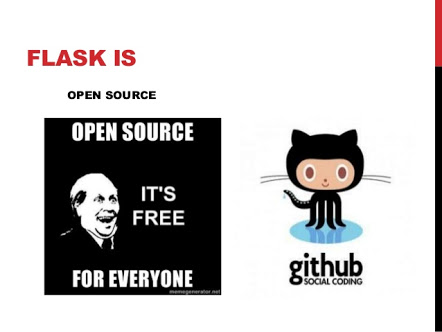 FLASK IS
OPEN SOURCE
OPEN SOURCE
IT'S
FREE
FOR EVERYONE
memegenerator.net
github
SOCIAL CODING